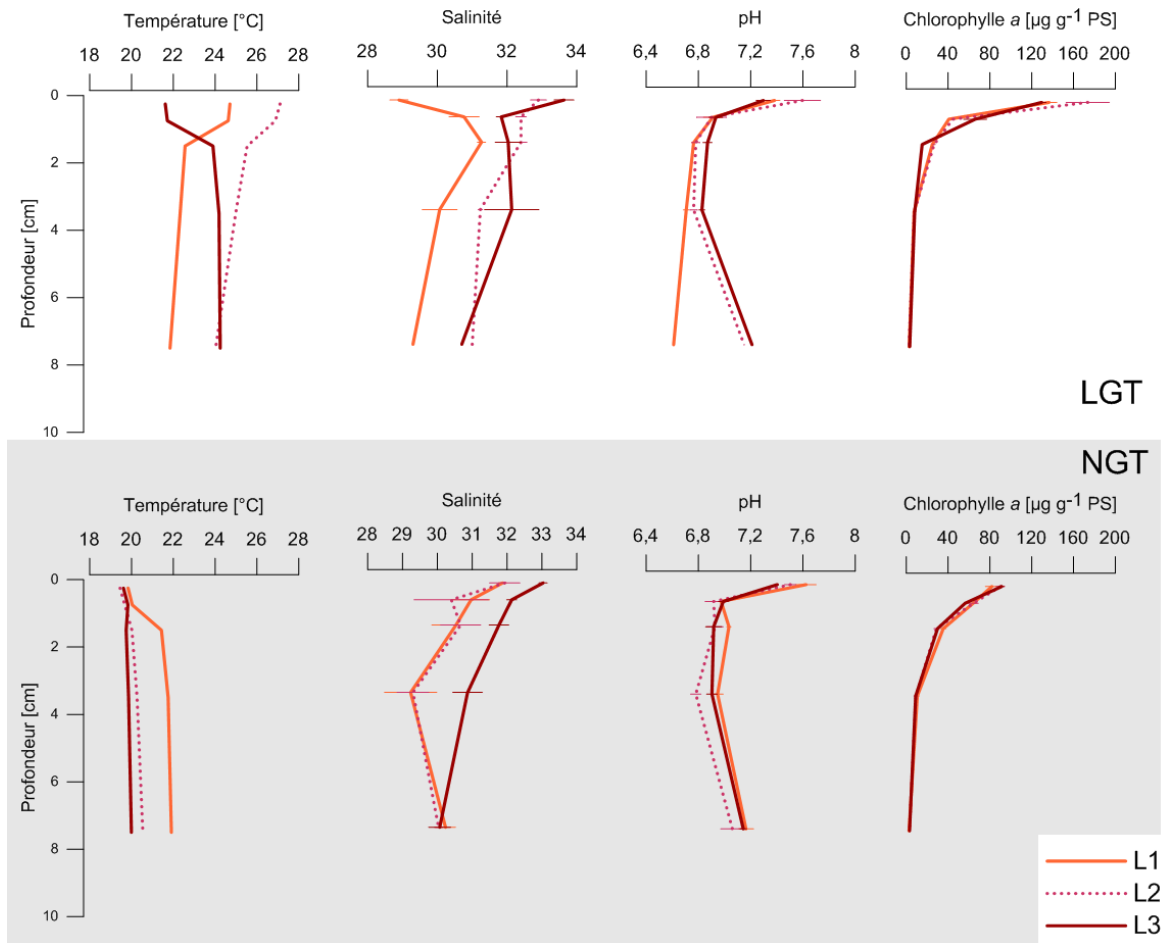 Température [°C] Salinité pH Chlorophylle a [µg g-1 PS]
18 20 22 24 26 28 28 30 32 34 6,4 6,8 7,2 7,6 8 0 40 80 120 160 200
0
2
4
6
8
10
Profondeur [cm]
LGT
NGT
Température [°C] Salinité pH Chlorophylle a [µg g-1 PS]
18 20 22 24 26 28 28 29 30 31 32 33 34 6,4 6,8 7,2 7,6 8 0 40 80 120 160 200
0
2
4
6
8
10
Profondeur [cm]
L1
L2
L3